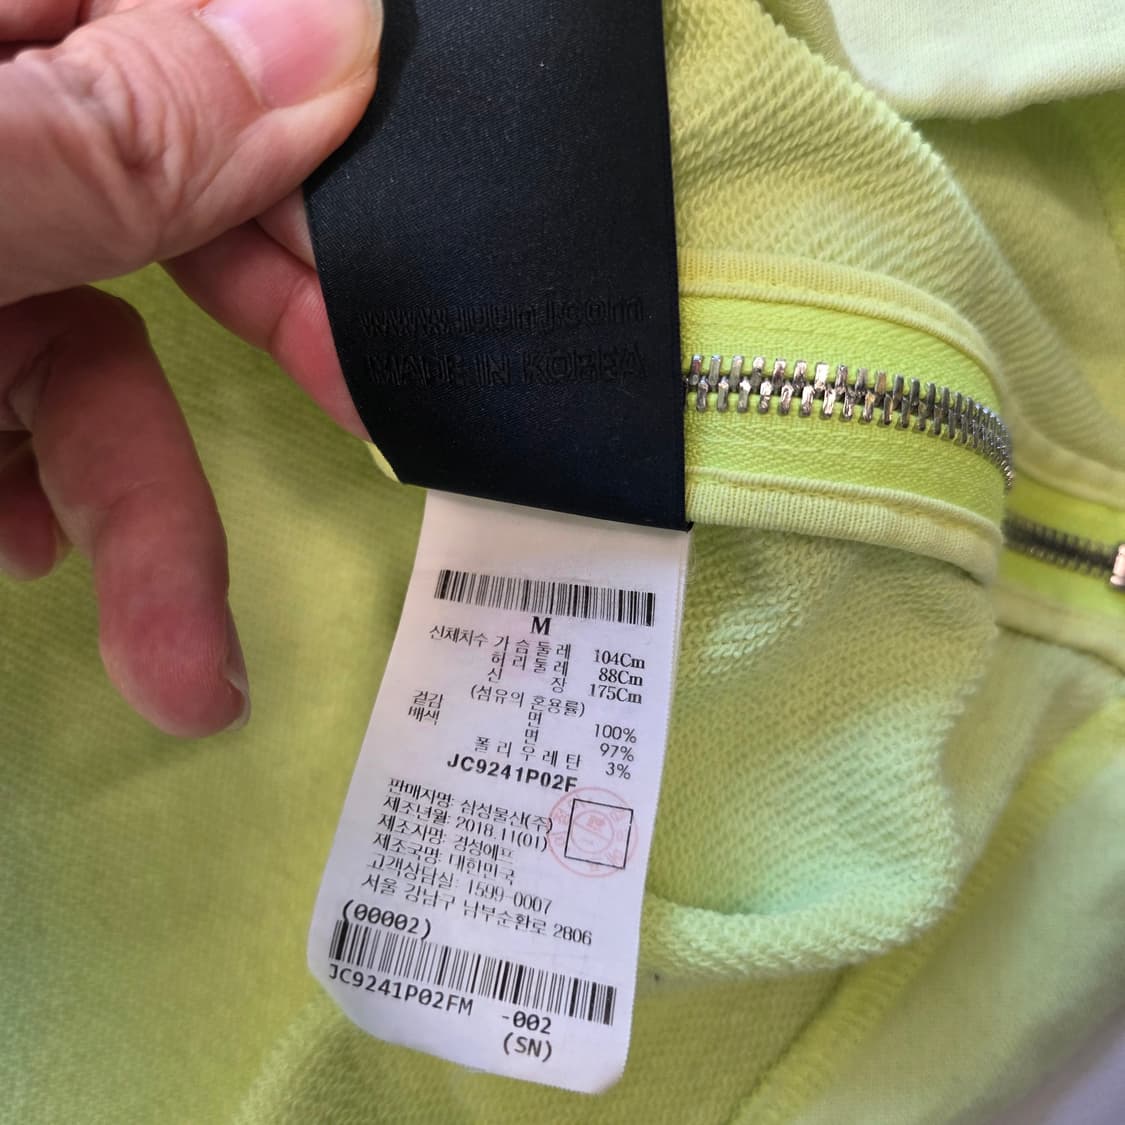 MADE IN KOREA
M
신체치수 가슴둘레 104Cm
허리둘레 88Cm
신장 175Cm
(섬유의 혼용률)
겉감 면 100%
배색 면 97%
폴리우레탄 3%
JC9241P02F
판매자명: 삼성물산(주)
제조년월: 2018.11(01)
제조자명: 경성에프
제조국명: 대한민국
고객상담실: 1599-0007
서울 강남구 남부순환로 2806
(00002)
JC9241P02FM -002
(SN)